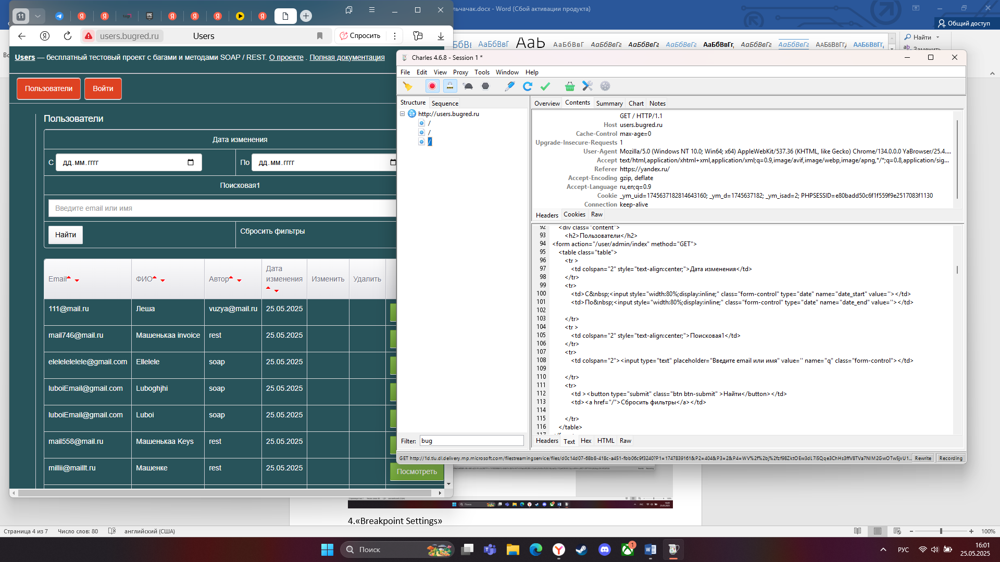 льчачак.docx - Word (Сбой активации продукта)
Общий доступ
11
users.bugred.ru
Users
Спросить
АаБбВвГ
АаБбВвГ
АаБбВвГг
АаБбВвГг
АаБбВвГг
АаБбВвГг,
АаБбВвГг
АаБбВвГг
Найти
Заменить
Users — бесплатный тестовый проект с багами и методами SOAP / REST. О проекте . Полная документация
Пользователи
Войти
Пользователи
Дата изменения
С дд.мм.гггг
По дд.мм.гггг
Поисковая1
Введите email или имя
Найти
Сбросить фильтры
Email ФИО Автор Дата изменения Изменить Удалить
111@mail.ru Леша vuzya@mail.ru 25.05.2025
mail746@mail.ru Машенькаа invoice rest 25.05.2025
elelelelelele@gmail.com Ellelele soap 25.05.2025
luboiEmail@gmail.com Luboghjhi soap 25.05.2025
luboiEmail@gmail.com Luboi soap 25.05.2025
mail558@mail.ru Машенькаа Keys rest 25.05.2025
millii@maillt.ru Машенке rest 25.05.2025
Посмотреть
Charles 4.6.8 - Session 1 *
File Edit View Proxy Tools Window Help
Structure Sequence
http://users.bugred.ru
/
/
/
Filter: bug
Overview Contents Summary Chart Notes
GET / HTTP/1.1
Host users.bugred.ru
Cache-Control max-age=0
Upgrade-Insecure-Requests 1
User-Agent Mozilla/5.0 (Windows NT 10.0; Win64; x64) AppleWebKit/537.36 (KHTML, like Gecko) Chrome/134.0.0.0 YaBrowser/25.4....
Accept text/html,application/xhtml+xml,application/xml;q=0.9,image/avif,image/webp,image/apng,*/*;q=0.8,application/sig...
Referer https://yandex.ru/
Accept-Encoding gzip, deflate
Accept-Language ru,en;q=0.9
Cookie _ym_uid=1745637182814643160; _ym_d=1745637182; _ym_isad=2; PHPSESSID=e80badd50c6f1f559f9e2517083f1130
Connection keep-alive
Headers Cookies Raw
92 <div class="content">
93 <h2>Пользователи</h2>
94 <form action="/user/admin/index" method="GET">
95 <table class="table">
96 <tr >
97 <td colspan="2" style="text-align:center;">Дата изменения</td>
98 </tr>
99 <tr>
100 <td>С&nbsp;<input style="width:80%;display:inline;" class="form-control" type="date" name="date_start" value=''></td>
101 <td>По&nbsp;<input style="width:80%;display:inline;" class="form-control" type="date" name="date_end" value=''></td>
102
103 </tr>
104 <tr >
105 <td colspan="2" style="text-align:center;">Поисковая1</td>
106 </tr>
107 <tr>
108 <td colspan="2"><input type="text" placeholder="Введите email или имя" value='' name="q" class="form-control"></td>
109
110 </tr>
111 <tr>
112 <td ><button type="submit" class="btn btn-submit" >Найти</button></td>
113 <td><a href="/">Сбросить фильтры</a></td>
114
115 </tr>
116 </table>
117
Headers Text Hex HTML Raw
GET http://1d.tlu.dl.delivery.mp.microsoft.com/filestreamingservice/files/d0c14d07-68b8-418c-a451-fbb06c9f3240?P1=1747839161&P2=404&P3=2&P4=WV%2f%2bj%2fzf98ZktOEw3dL7i5Qqe3ChHs3ffV8TVa7NIM2GwOTw5jvU1...
Rewrite Recording
4.«Breakpoint Settings»
Страница 4 из 7 Число слов: 80 английский (США)
100%
Поиск
1
РУС
16:01
25.05.2025